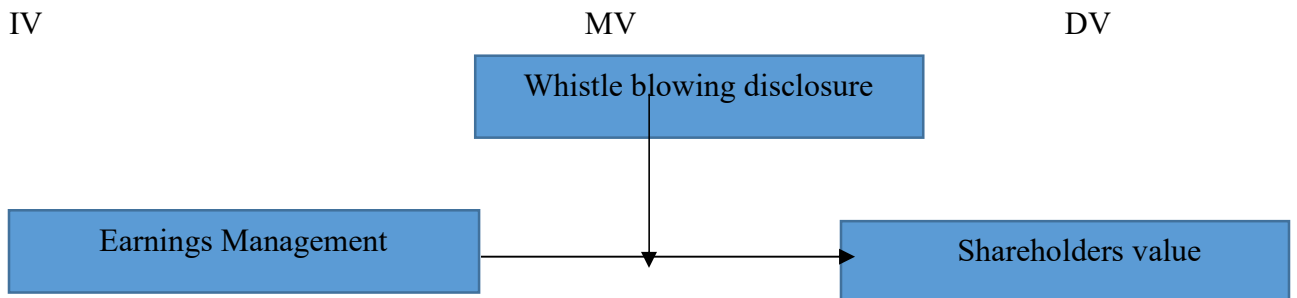 IV MV DV
Whistle blowing disclosure
Earnings Management
Shareholders value